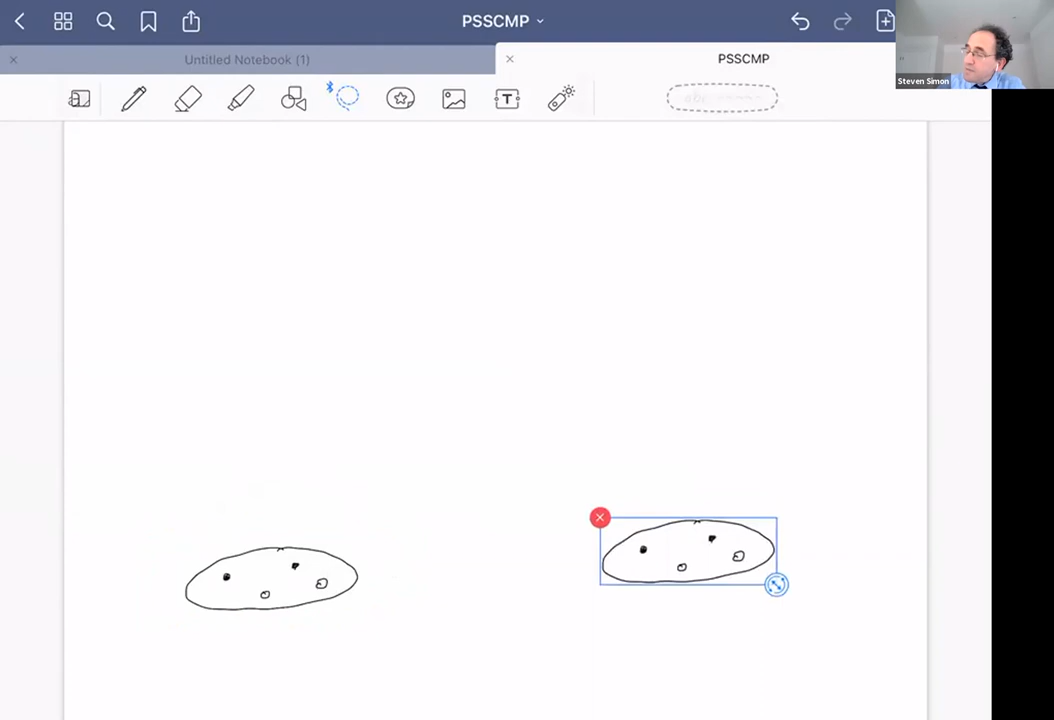 PSSCMP
Untitled Notebook (1)
PSSCMP
T
Steven Simon